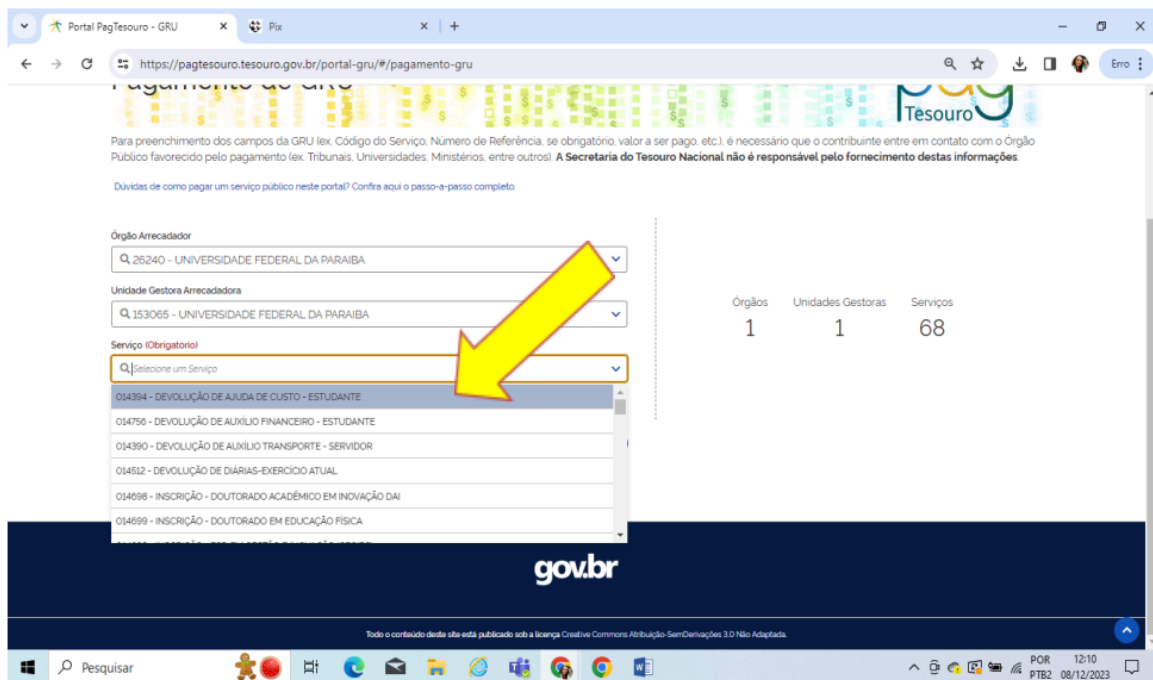 Portal PagTesouro - GRU
Pix
https://pagtesouro.tesouro.gov.br/portal-gru/#/pagamento-gru
Erro
Pagamento de GRU
Tesouro
Para preenchimento dos campos da GRU (ex. Código do Serviço, Número de Referência, se obrigatório, valor a ser pago, etc.), é necessário que o contribuinte entre em contato com o Órgão
Público favorecido pelo pagamento (ex. Tribunais, Universidades, Ministérios, entre outros). A Secretaria do Tesouro Nacional não é responsável pelo fornecimento destas informações.
Dúvidas de como pagar um serviço público neste portal? Confira aqui o passo-a-passo completo.
Órgão Arrecadador
26240 - UNIVERSIDADE FEDERAL DA PARAIBA
Unidade Gestora Arrecadadora
153065 - UNIVERSIDADE FEDERAL DA PARAIBA
Serviço (Obrigatório)
Selecione um Serviço
014394 - DEVOLUÇÃO DE AJUDA DE CUSTO - ESTUDANTE
014756 - DEVOLUÇÃO DE AUXÍLIO FINANCEIRO - ESTUDANTE
014390 - DEVOLUÇÃO DE AUXÍLIO TRANSPORTE - SERVIDOR
014512 - DEVOLUÇÃO DE DIÁRIAS-EXERCÍCIO ATUAL
014698 - INSCRIÇÃO - DOUTORADO ACADÊMICO EM INOVAÇÃO DAI
014699 - INSCRIÇÃO - DOUTORADO EM EDUCAÇÃO FÍSICA
Órgãos Unidades Gestoras Serviços
1 1 68
gov.br
Todo o conteúdo deste site está publicado sob a licença Creative Commons Atribuição-SemDerivações 3.0 Não Adaptada.
Pesquisar
POR 12:10
PTB2 08/12/2023